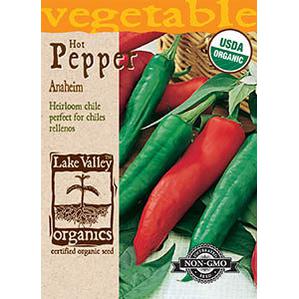 vegetable
Hot
Pepper
Anaheim
Heirloom chile
perfect for chiles
rellenos
USDA
ORGANIC
Lake Valley
organics
certified organic seed
NON-GMO
SEED